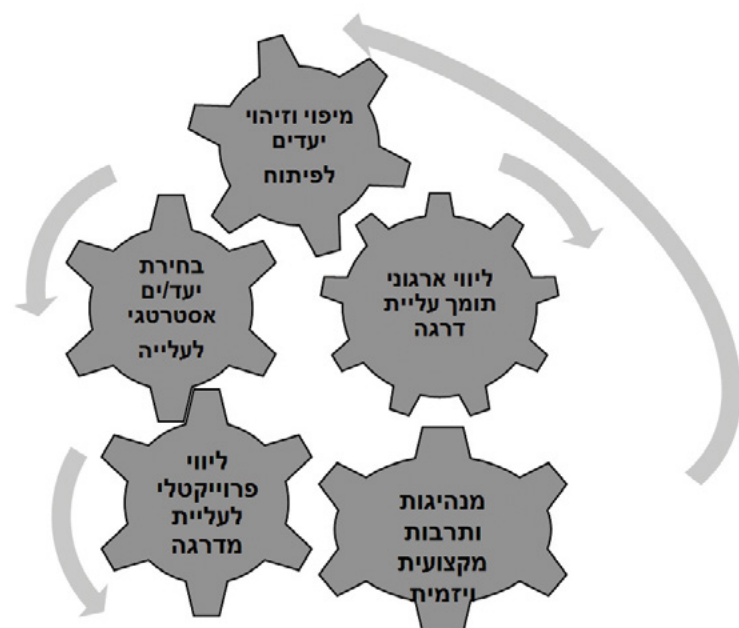 מיפוי וזיהוי
יעדים
לפיתוח
בחירת
יעד/ים
אסטרטגי
לעלייה
ליווי ארגוני
תומך עליית
דרגה
ליווי
פרוייקטלי
לעליית
מדרגה
מנהיגות
ותרבות
מקצועית
ויזמית